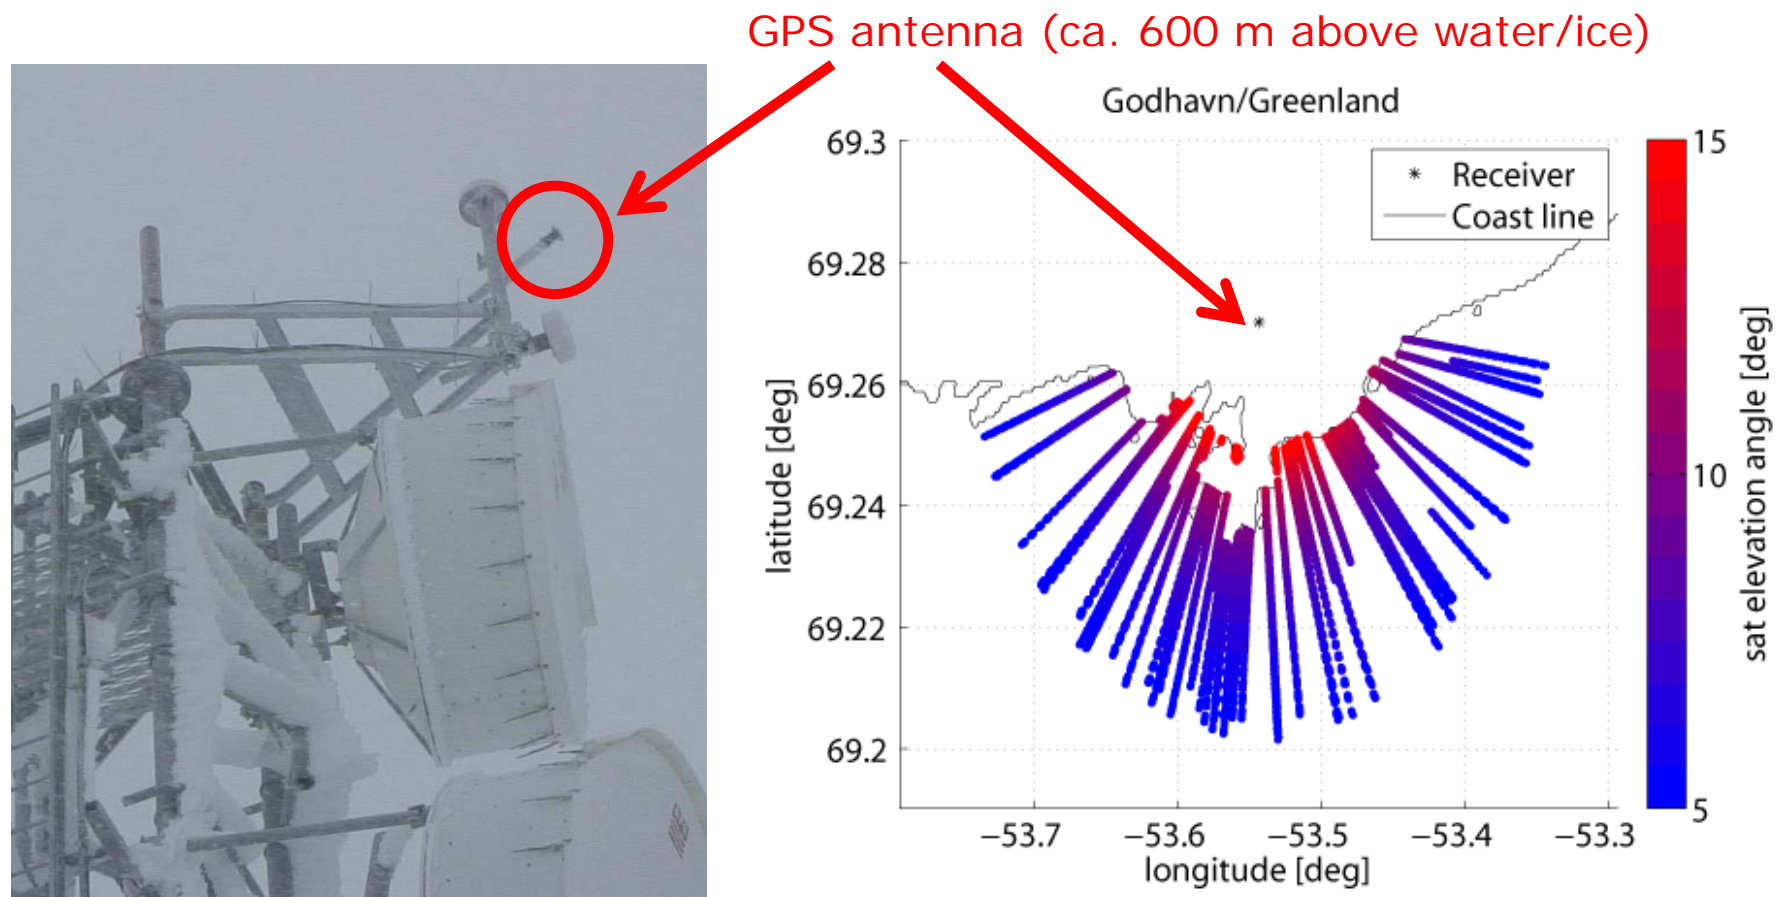 GPS antenna (ca. 600 m above water/ice)
Godhavn/Greenland
Receiver
Coast line
69.3
69.28
69.26
69.24
69.22
69.2
latitude [deg]
−53.7
−53.6
−53.5
−53.4
−53.3
longitude [deg]
15
10
5
sat elevation angle [deg]